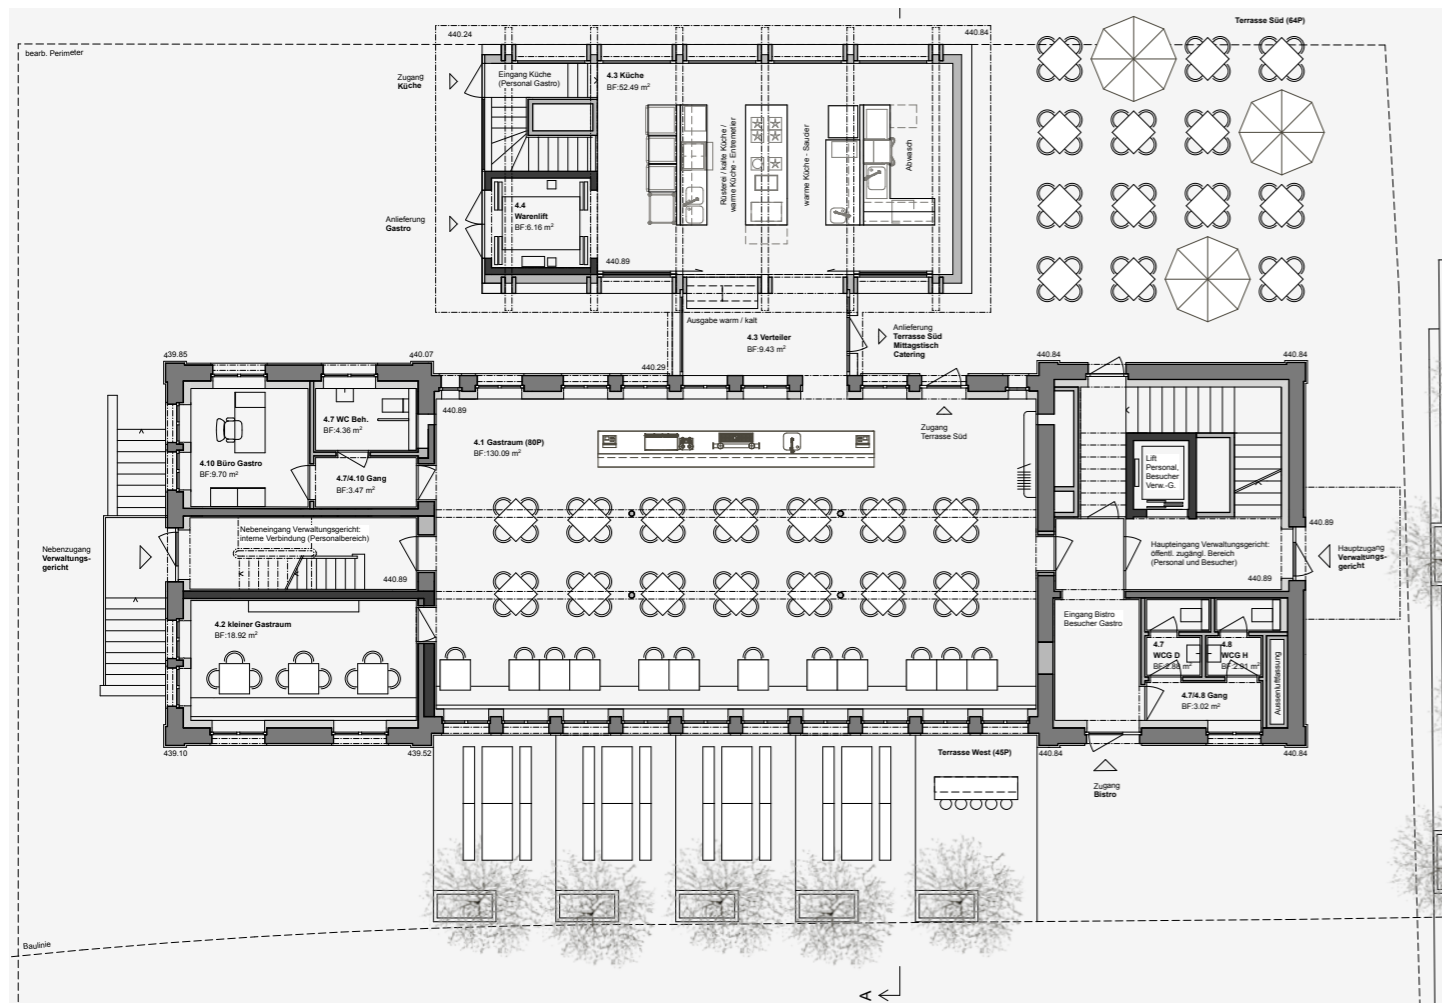 Terrasse Süd (64P)
440.24
440.84
bearb. Perimeter
Zugang
Küche
Eingang Küche
(Personal Gastro)
4.3 Küche
BF:52.49 m²
Rüsterei / kalte Küche /
warme Küche - Entremetier
warme Küche - Saucier
Abwasch
4.4
Warenlift
BF:6.16 m²
Anlieferung
Gastro
440.89
Ausgabe warm / kalt
4.3 Verteiler
BF:9.43 m²
Anlieferung
Terrasse Süd
Mittagstisch
Catering
439.85
440.07
440.29
440.84
440.84
440.89
4.7 WC Beh.
BF:4.36 m²
4.1 Gastraum (80P)
BF:130.09 m²
Zugang
Terrasse Süd
4.10 Büro Gastro
BF:9.70 m²
4.7/4.10 Gang
BF:3.47 m²
Lift
Personal,
Besucher
Verw.-G.
Nebeneingang Verwaltungsgericht:
interne Verbindung (Personalbereich)
440.89
Nebenzugang
Verwaltungs-
gericht
Haupteingang Verwaltungsgericht:
öffentl. zugängl. Bereich
(Personal und Besucher)
440.89
440.89
Hauptzugang
Verwaltungs-
gericht
4.2 kleiner Gastraum
BF:18.92 m²
Eingang Bistro
Besucher Gastro
4.7
WCG D
BF:2.88 m²
4.8
WCG H
BF:2.91 m²
4.7/4.8 Gang
BF:3.02 m²
Aussenluftfassung
439.10
439.52
Terrasse West (45P)
440.84
440.84
Zugang
Bistro
Baulinie
A